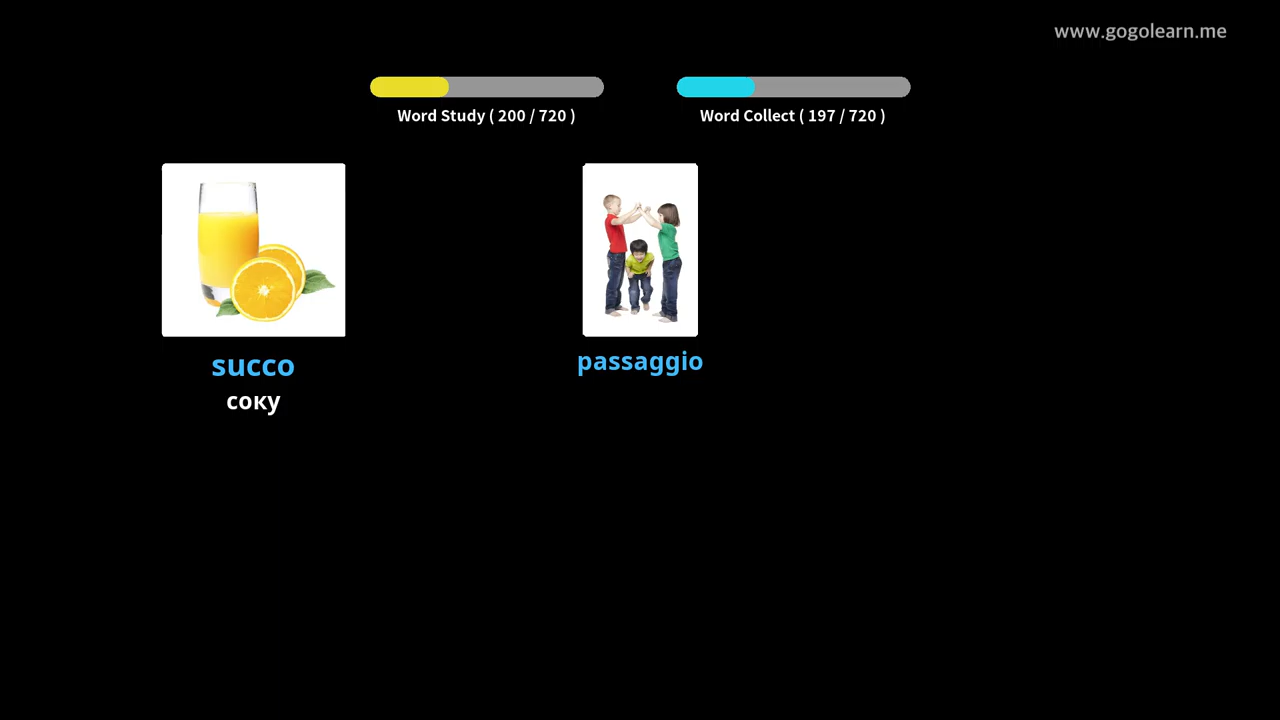 www.gogolearn.me
Word Study ( 200 / 720 )
Word Collect ( 197 / 720 )
succo
соку
passaggio